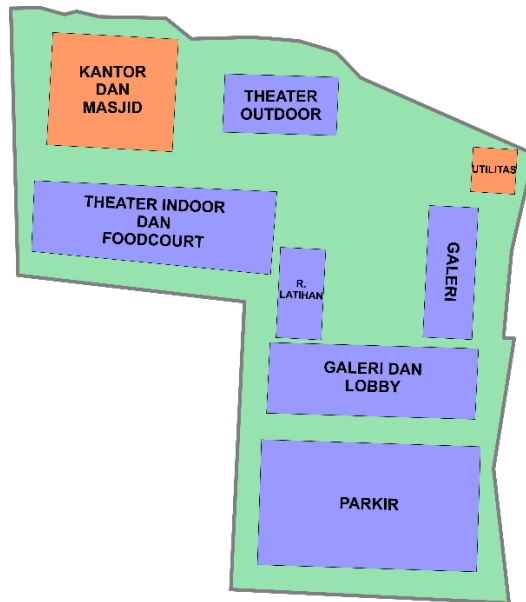 KANTOR
DAN
MASJID
THEATER
OUTDOOR
UTILITAS
THEATER INDOOR
DAN
FOODCOURT
GALERI
R.
LATIHAN
GALERI DAN
LOBBY
PARKIR